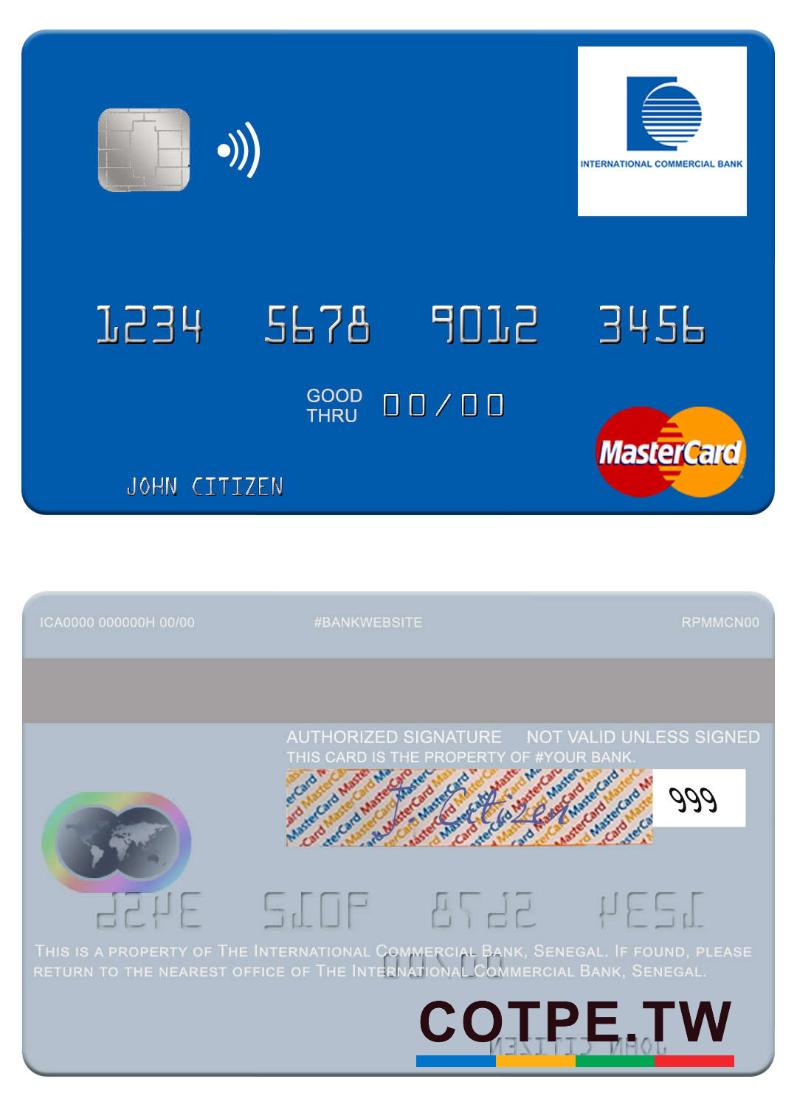 INTERNATIONAL COMMERCIAL BANK
1234 5678 9012 3456
GOOD THRU 00/00
MasterCard
JOHN CITIZEN
ICA0000 000000H 00/00 #BANKWEBSITE RPMMCN00
AUTHORIZED SIGNATURE NOT VALID UNLESS SIGNED
THIS CARD IS THE PROPERTY OF #YOUR BANK.
J. Citizen 999
THIS IS A PROPERTY OF THE INTERNATIONAL COMMERCIAL BANK, SENEGAL. IF FOUND, PLEASE
RETURN TO THE NEAREST OFFICE OF THE INTERNATIONAL COMMERCIAL BANK, SENEGAL.
COTPE.TW